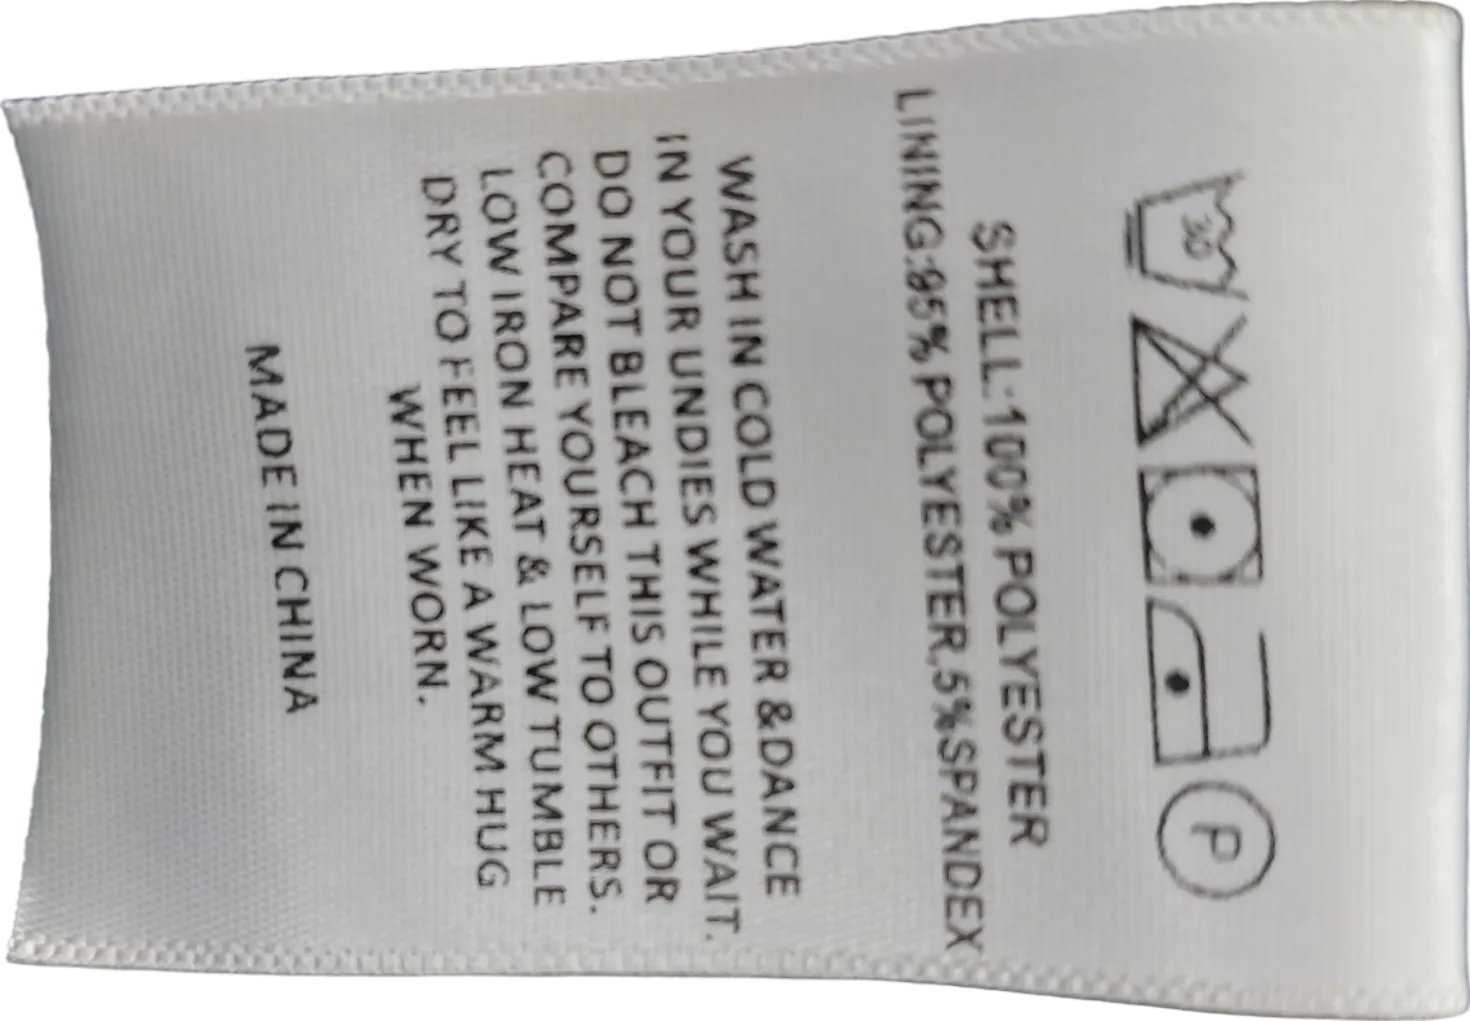 30
P
SHELL:100% POLYESTER
LINING:95% POLYESTER,5%SPANDEX
WASH IN COLD WATER & DANCE
IN YOUR UNDIES WHILE YOU WAIT.
DO NOT BLEACH THIS OUTFIT OR
COMPARE YOURSELF TO OTHERS.
LOW IRON HEAT & LOW TUMBLE
DRY TO FEEL LIKE A WARM HUG
WHEN WORN.
MADE IN CHINA